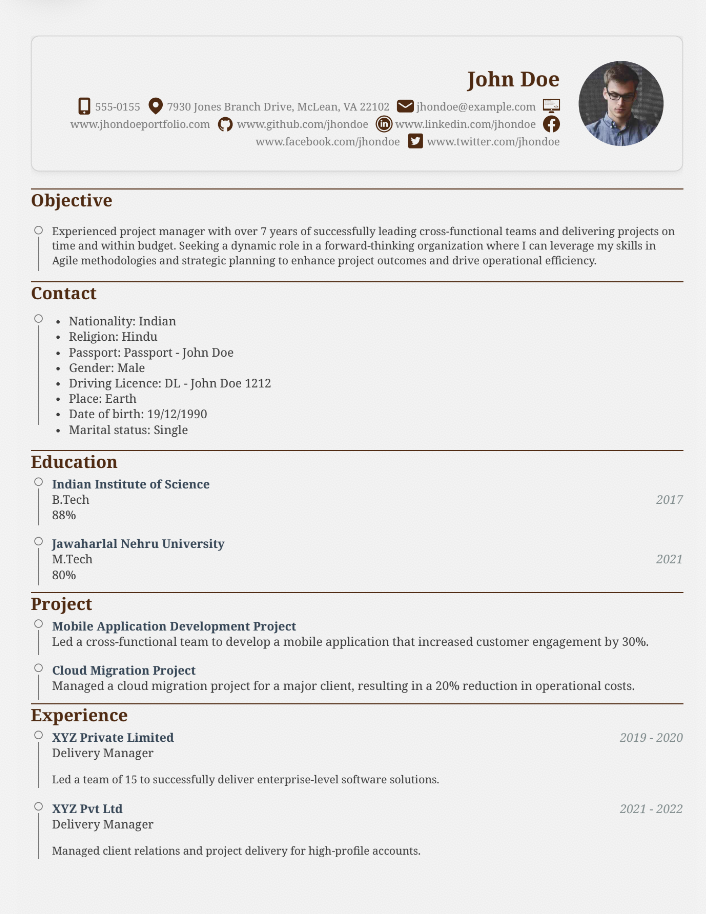 John Doe
555-0155 7930 Jones Branch Drive, McLean, VA 22102 jhondoe@example.com
www.jhondoeportfolio.com www.github.com/jhondoe www.linkedin.com/jhondoe
www.facebook.com/jhondoe www.twitter.com/jhondoe
Objective
Experienced project manager with over 7 years of successfully leading cross-functional teams and delivering projects on
time and within budget. Seeking a dynamic role in a forward-thinking organization where I can leverage my skills in
Agile methodologies and strategic planning to enhance project outcomes and drive operational efficiency.
Contact
• Nationality: Indian
• Religion: Hindu
• Passport: Passport - John Doe
• Gender: Male
• Driving Licence: DL - John Doe 1212
• Place: Earth
• Date of birth: 19/12/1990
• Marital status: Single
Education
Indian Institute of Science
B.Tech 2017
88%
Jawaharlal Nehru University
M.Tech 2021
80%
Project
Mobile Application Development Project
Led a cross-functional team to develop a mobile application that increased customer engagement by 30%.
Cloud Migration Project
Managed a cloud migration project for a major client, resulting in a 20% reduction in operational costs.
Experience
XYZ Private Limited 2019 - 2020
Delivery Manager
Led a team of 15 to successfully deliver enterprise-level software solutions.
XYZ Pvt Ltd 2021 - 2022
Delivery Manager
Managed client relations and project delivery for high-profile accounts.